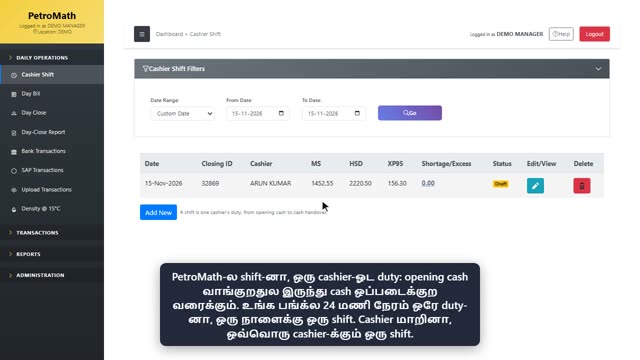 PetroMath
Logged in as DEMO MANAGER
Location: DEMO
DAILY OPERATIONS
Cashier Shift
Day Bill
Day Close
Day-Close Report
Bank Transactions
SAP Transactions
Upload Transactions
Density @ 15°C
TRANSACTIONS
REPORTS
ADMINISTRATION
Dashboard > Cashier Shift
Logged in as DEMO MANAGER
Help
Logout
Cashier Shift Filters
Date Range: From Date: To Date:
Custom Date 15-11-2026 15-11-2026 Go
Date Closing ID Cashier MS HSD XP95 Shortage/Excess Status Edit/View Delete
15-Nov-2026 32869 ARUN KUMAR 1452.55 2220.50 156.30 0.00 Draft
Add New A shift is one cashier's duty, from opening cash to cash handover.
PetroMath-ல shift-னா, ஒரு cashier-ஓட duty: opening cash
வாங்குறதுல இருந்து cash ஒப்படைக்குற
வரைக்கும். உங்க பங்க்ல 24 மணி நேரம் ஒரே duty-
னா, ஒரு நாளைக்கு ஒரு shift. Cashier மாறினா,
ஒவ்வொரு cashier-க்கும் ஒரு shift.